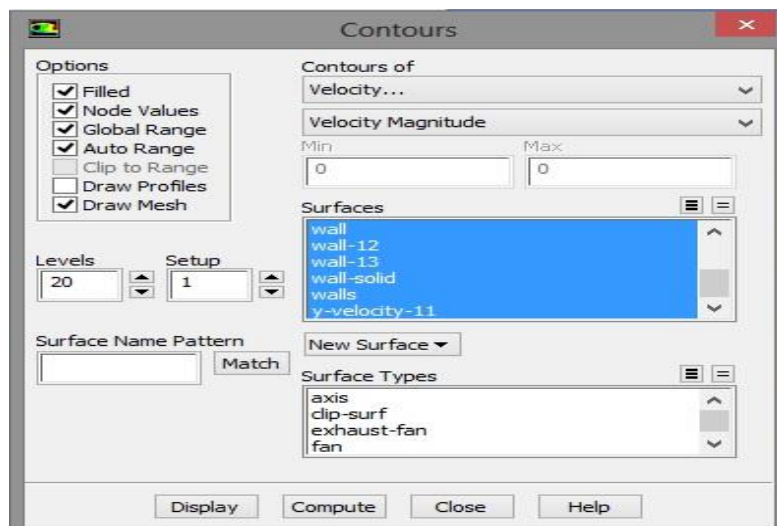 Contours
Options
Filled
Node Values
Global Range
Auto Range
Clip to Range
Draw Profiles
Draw Mesh
Levels
Setup
20
1
Surface Name Pattern
Match
Contours of
Velocity...
Velocity Magnitude
Min
Max
0
0
Surfaces
wall
wall-12
wall-13
wall-solid
walls
y-velocity-11
New Surface
Surface Types
axis
clip-surf
exhaust-fan
fan
Display
Compute
Close
Help